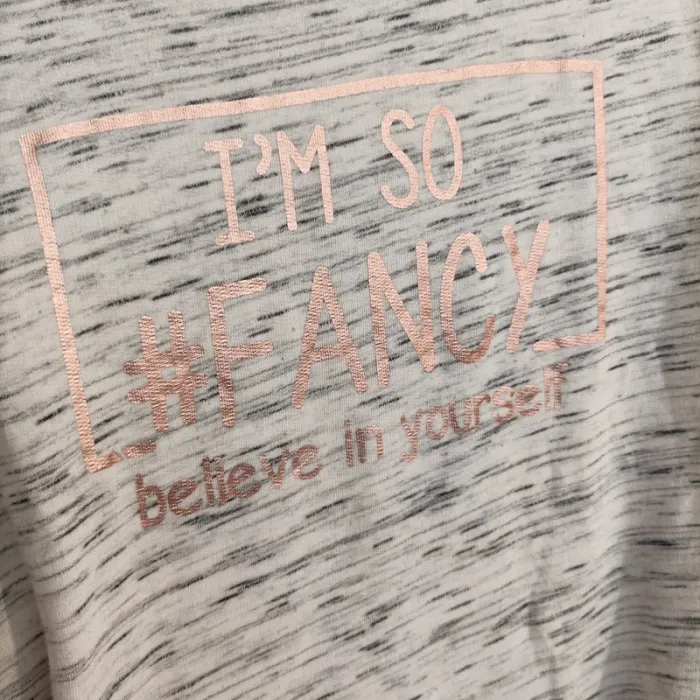 I'M SO
#FANCY
believe in yourself